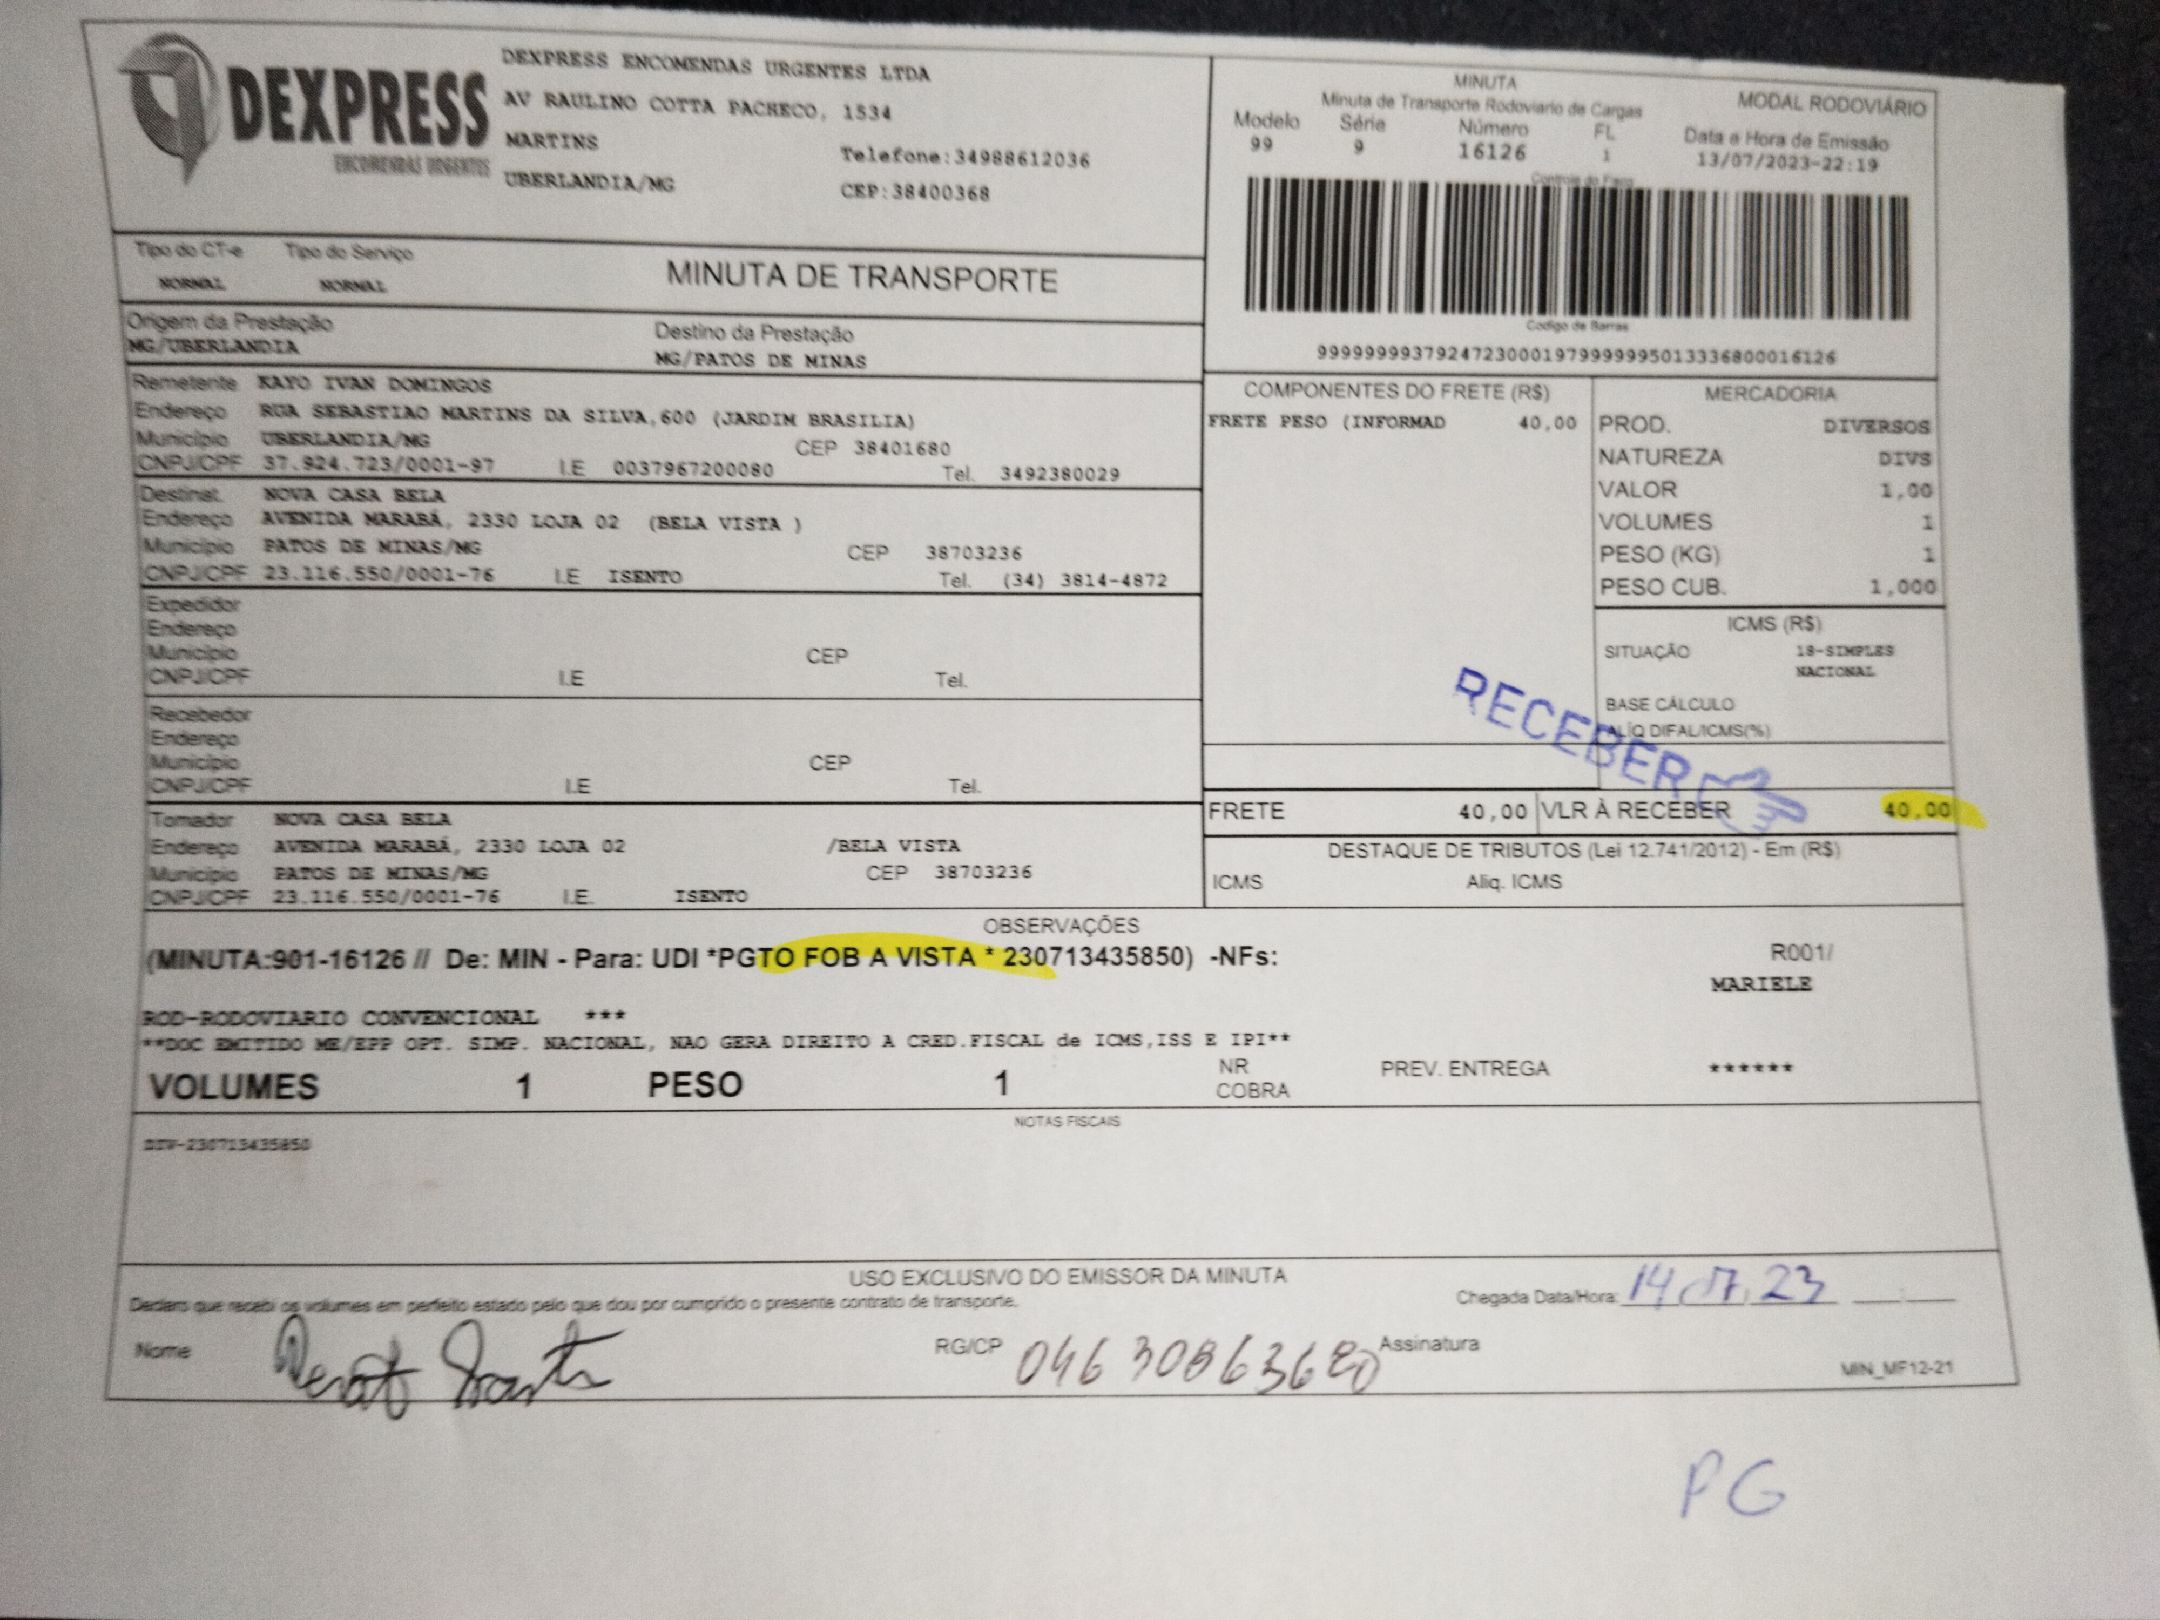 DEXPRESS
ENCOMENDAS URGENTES
DEXPRESS ENCOMENDAS URGENTES LTDA
AV RAULINO COTTA PACHECO, 1534
MARTINS
Telefone:34988612036
UBERLANDIA/MG
CEP:38400368
MINUTA
Minuta de Transporte Rodoviario de Cargas
MODAL RODOVIÁRIO
Modelo Série Número FL Data e Hora de Emissão
99 9 16126 1 13/07/2023-22:19
Controle do Fisco
Codigo de Barras
99999999379247230001979999995013336800016126
Tipo do CT-e Tipo do Serviço
NORMAL NORMAL
MINUTA DE TRANSPORTE
Origem da Prestação Destino da Prestação
MG/UBERLANDIA MG/PATOS DE MINAS
Remetente KAYO IVAN DOMINGOS
Endereço RUA SEBASTIAO MARTINS DA SILVA,600 (JARDIM BRASILIA)
Município UBERLANDIA/MG CEP 38401680
CNPJ/CPF 37.924.723/0001-97 I.E 0037967200080 Tel. 3492380029
Destinat. NOVA CASA BELA
Endereço AVENIDA MARABÁ, 2330 LOJA 02 (BELA VISTA )
Município PATOS DE MINAS/MG CEP 38703236
CNPJ/CPF 23.116.550/0001-76 I.E ISENTO Tel. (34) 3814-4872
Expedidor
Endereço
Município CEP
CNPJ/CPF I.E Tel.
Recebedor
Endereço
Município CEP
CNPJ/CPF I.E Tel.
Tomador NOVA CASA BELA
Endereço AVENIDA MARABÁ, 2330 LOJA 02 /BELA VISTA
Município PATOS DE MINAS/MG CEP 38703236
CNPJ/CPF 23.116.550/0001-76 I.E. ISENTO
COMPONENTES DO FRETE (R$)
FRETE PESO (INFORMAD 40,00
MERCADORIA
PROD. DIVERSOS
NATUREZA DIVS
VALOR 1,00
VOLUMES 1
PESO (KG) 1
PESO CUB. 1,000
ICMS (R$)
SITUAÇÃO 18-SIMPLES
NACIONAL
BASE CÁLCULO
ALÍQ DIFAL/ICMS(%)
RECEBER
FRETE 40,00 VLR À RECEBER 40,00
DESTAQUE DE TRIBUTOS (Lei 12.741/2012) - Em (R$)
ICMS Aliq. ICMS
OBSERVAÇÕES
(MINUTA:901-16126 // De: MIN - Para: UDI *PGTO FOB A VISTA * 230713435850) -NFs:
R001/
MARIELE
ROD-RODOVIARIO CONVENCIONAL ***
**DOC EMITIDO ME/EPP OPT. SIMP. NACIONAL, NAO GERA DIREITO A CRED.FISCAL de ICMS,ISS E IPI**
VOLUMES 1 PESO 1
NR
COBRA
PREV. ENTREGA ******
NOTAS FISCAIS
DIV-230713435850
USO EXCLUSIVO DO EMISSOR DA MINUTA
Declaro que recebi os volumes em perfeito estado pelo que dou por cumprido o presente contrato de transporte.
Chegada Data/Hora: 14 07 23
Nome
RG/CP
Assinatura
MIN_MF12-21
PG